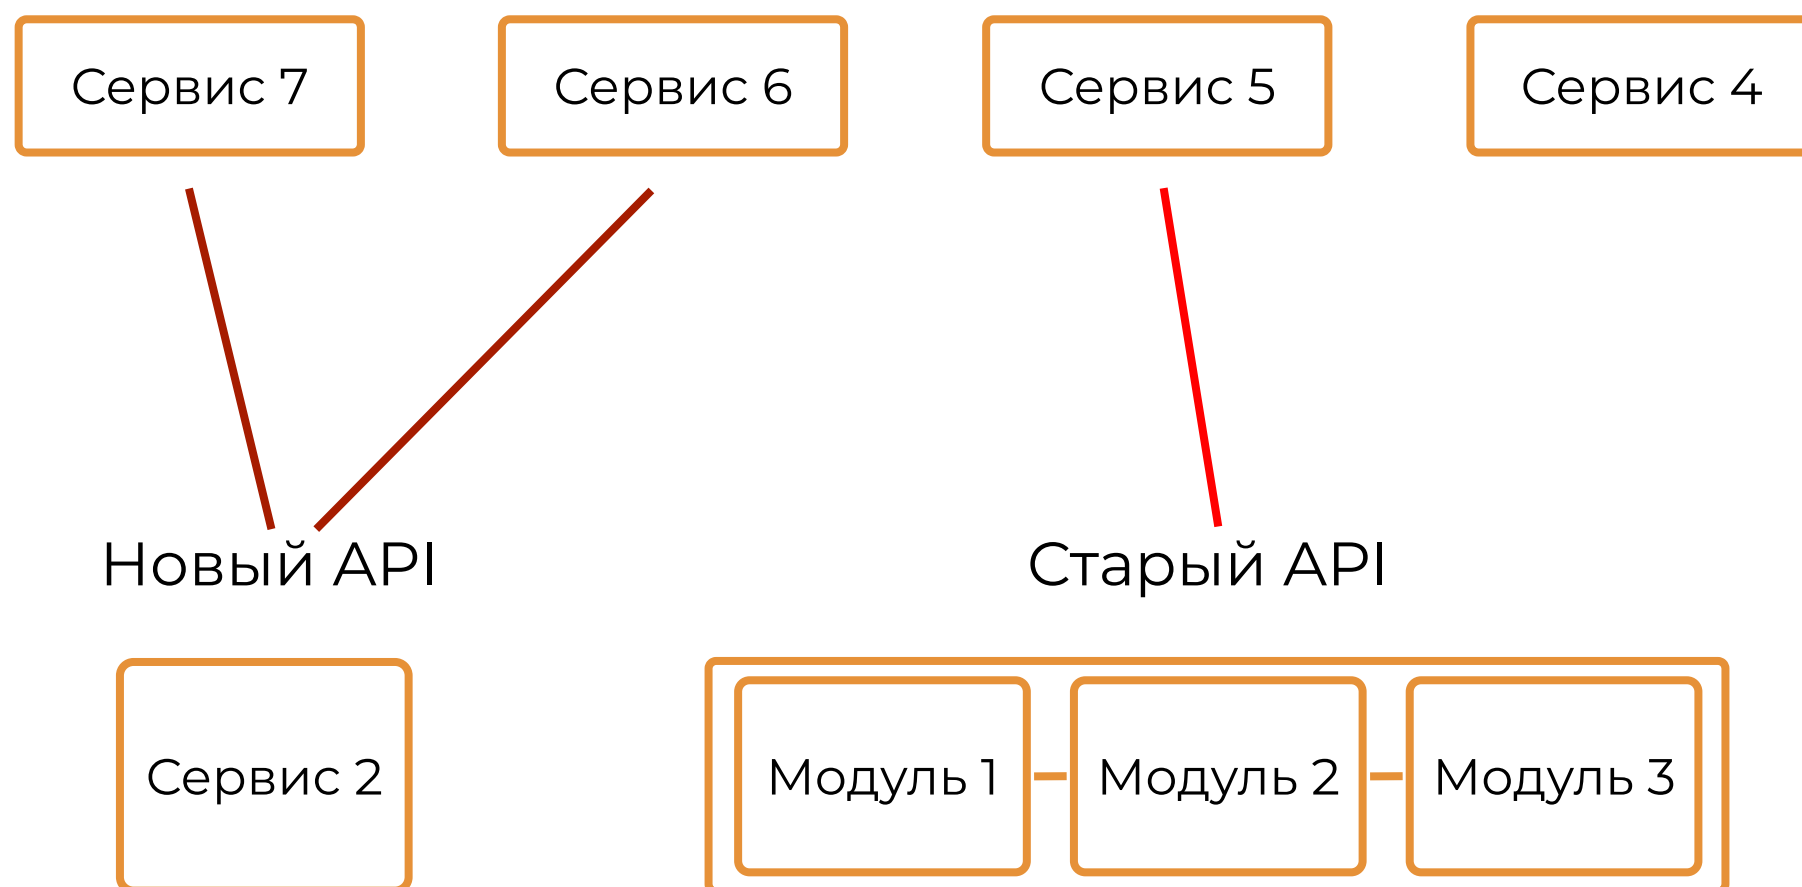 Сервис 7
Сервис 6
Сервис 5
Сервис 4
Новый API
Старый API
Сервис 2
Модуль 1
Модуль 2
Модуль 3